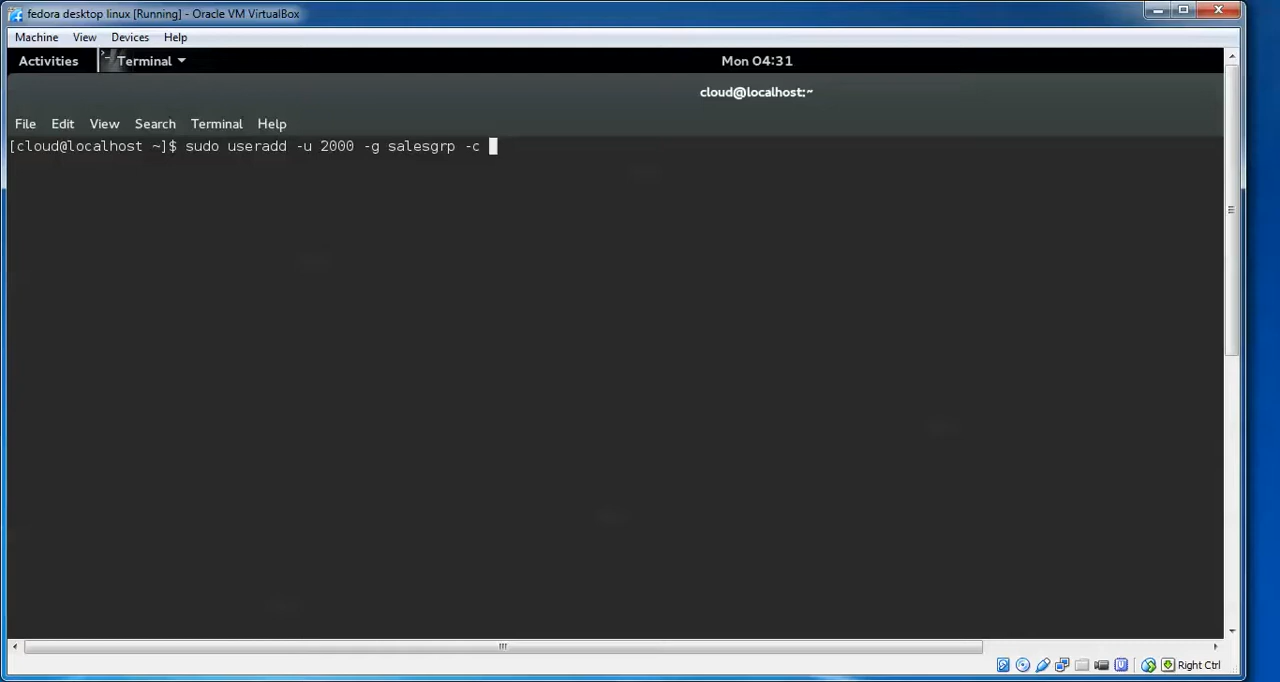 fedora desktop linux [Running] - Oracle VM VirtualBox
Machine View Devices Help
Activities Terminal Mon 04:31
cloud@localhost:~
File Edit View Search Terminal Help
[cloud@localhost ~]$ sudo useradd -u 2000 -g salesgrp -c
Right Ctrl